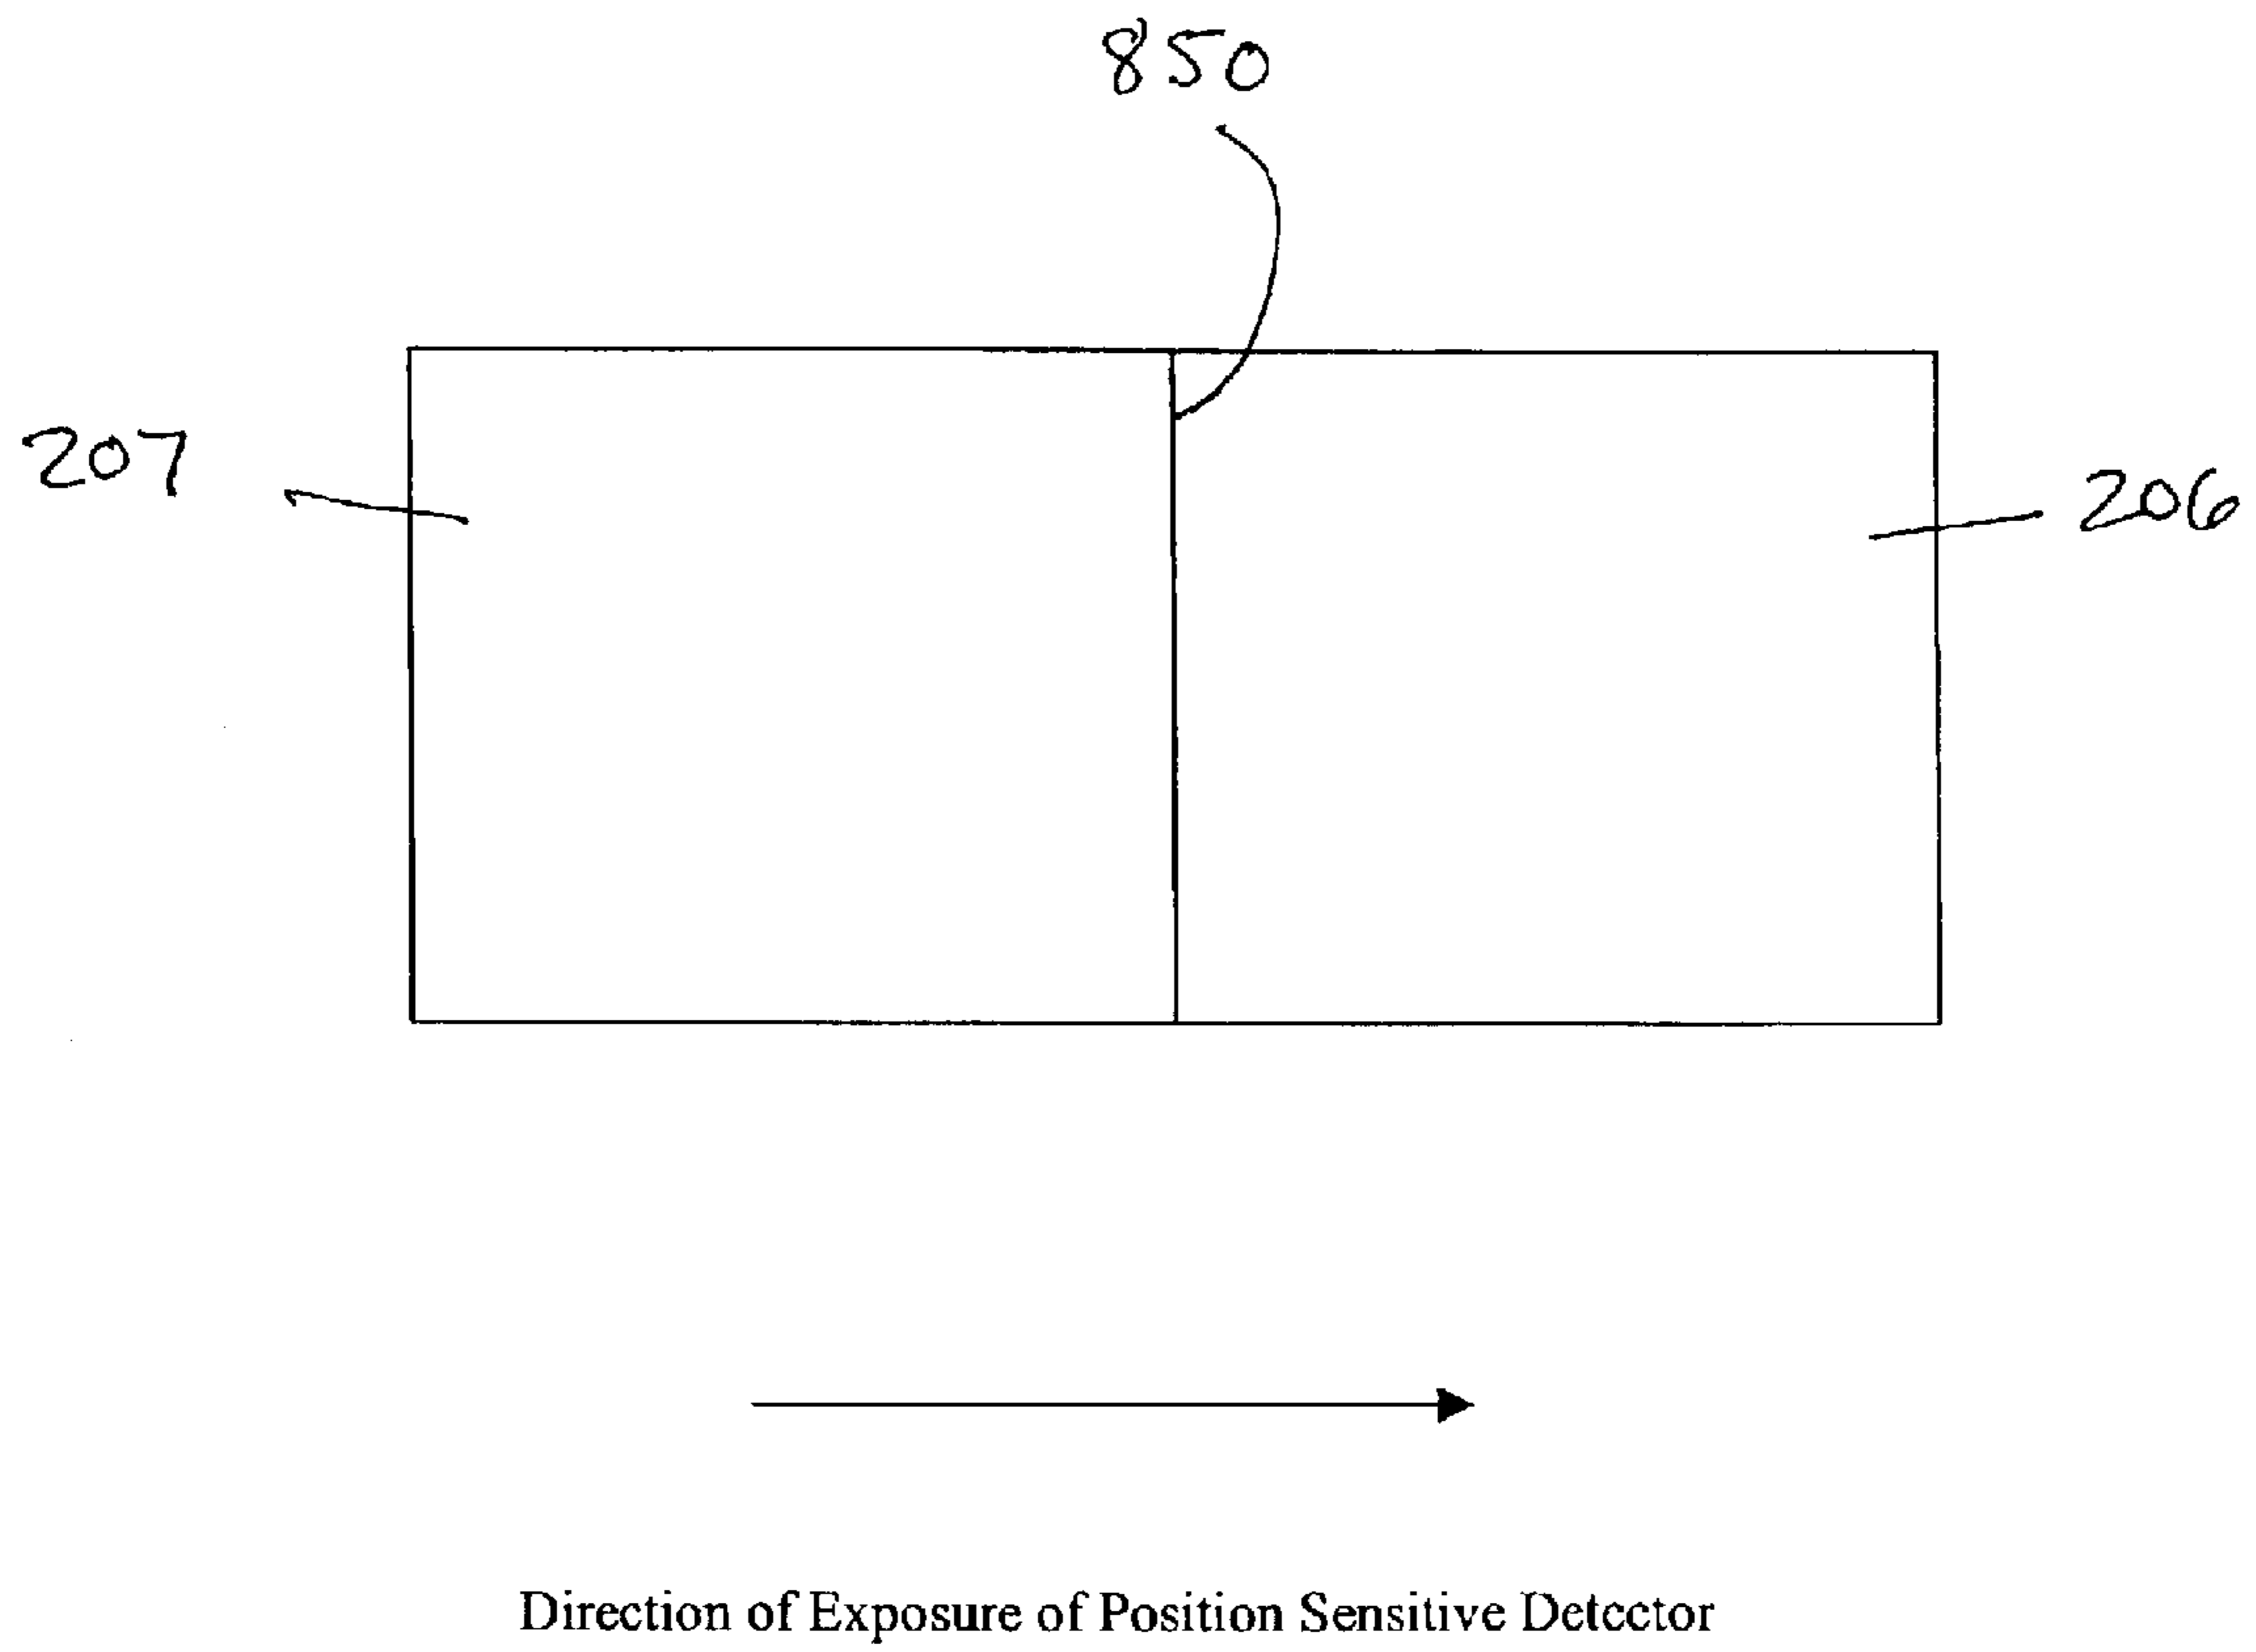 850
207
206
Direction of Exposure of Position Sensitive Detector